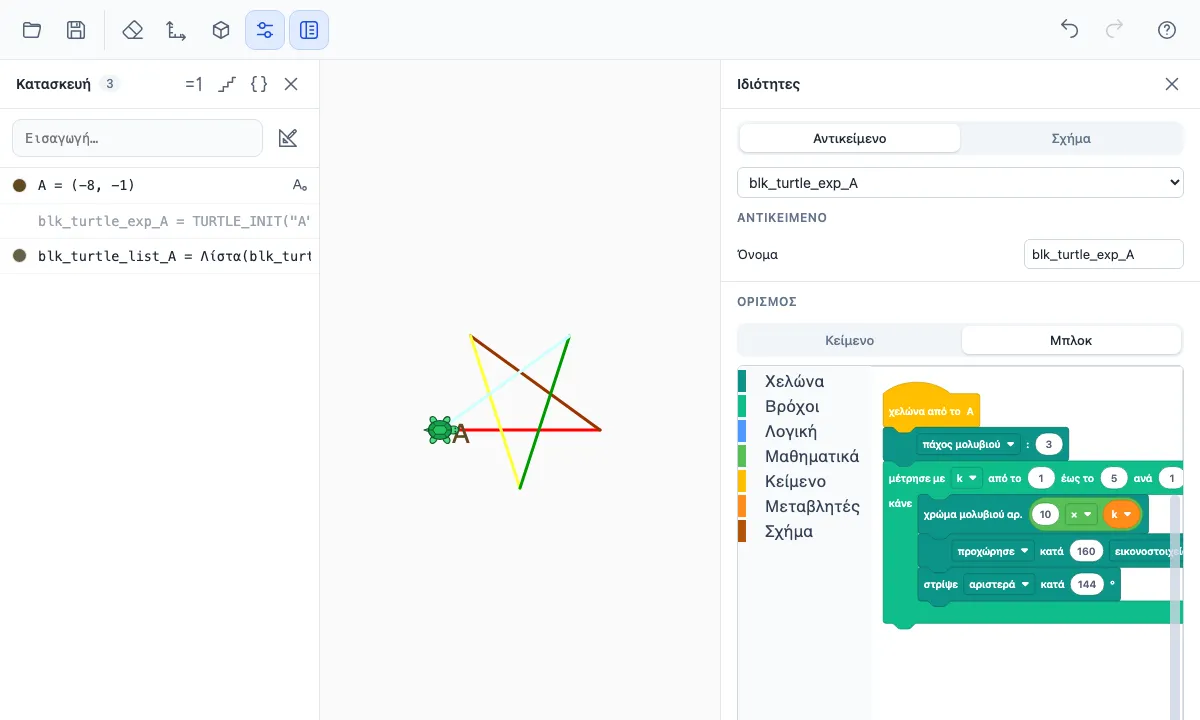 Κατασκευή 3
=1
{}
Εισαγωγή…
A = (−8, −1)
blk_turtle_exp_A = TURTLE_INIT("A"
blk_turtle_list_A = Λίστα(blk_turt
A
Ιδιότητες
Αντικείμενο Σχήμα
blk_turtle_exp_A
ΑΝΤΙΚΕΙΜΕΝΟ
Όνομα blk_turtle_exp_A
ΟΡΙΣΜΟΣ
Κείμενο Μπλοκ
Χελώνα
Βρόχοι
Λογική
Μαθηματικά
Κείμενο
Μεταβλητές
Σχήμα
χελώνα από το A
πάχος μολυβιού : 3
μέτρησε με k από το 1 έως το 5 ανά 1
κάνε
χρώμα μολυβιού αρ. 10 × k
προχώρησε κατά 160 εικονοστοιχεί
στρίψε αριστερά κατά 144 °